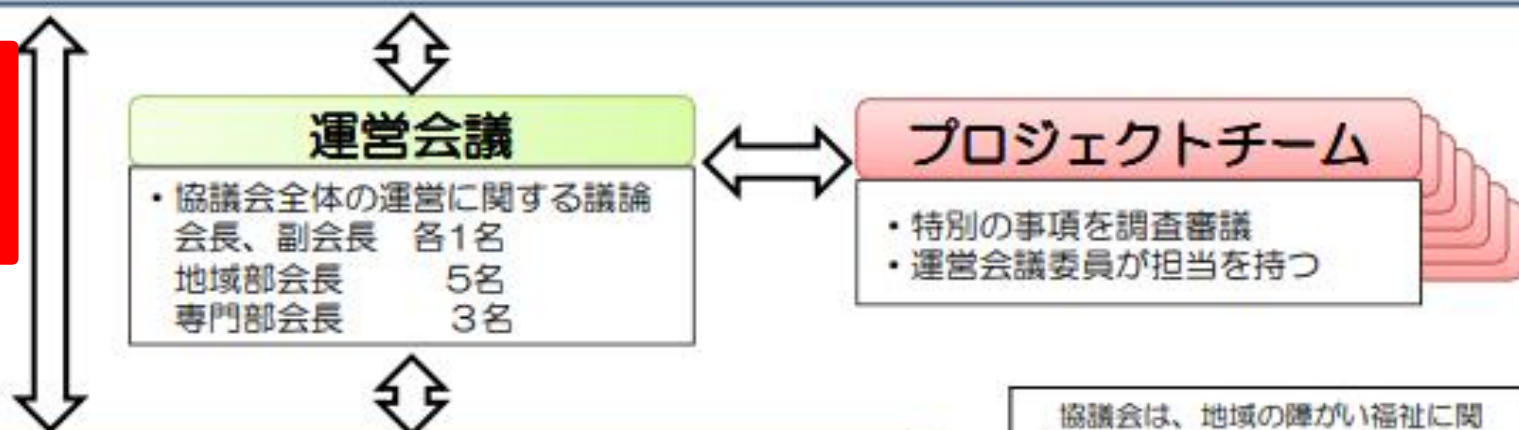 運営会議
・協議会全体の運営に関する議論
会長、副会長　各1名
地域部会長　5名
専門部会長　3名
プロジェクトチーム
・特別の事項を調査審議
・運営会議委員が担当を持つ
協議会は、地域の障がい福祉に関